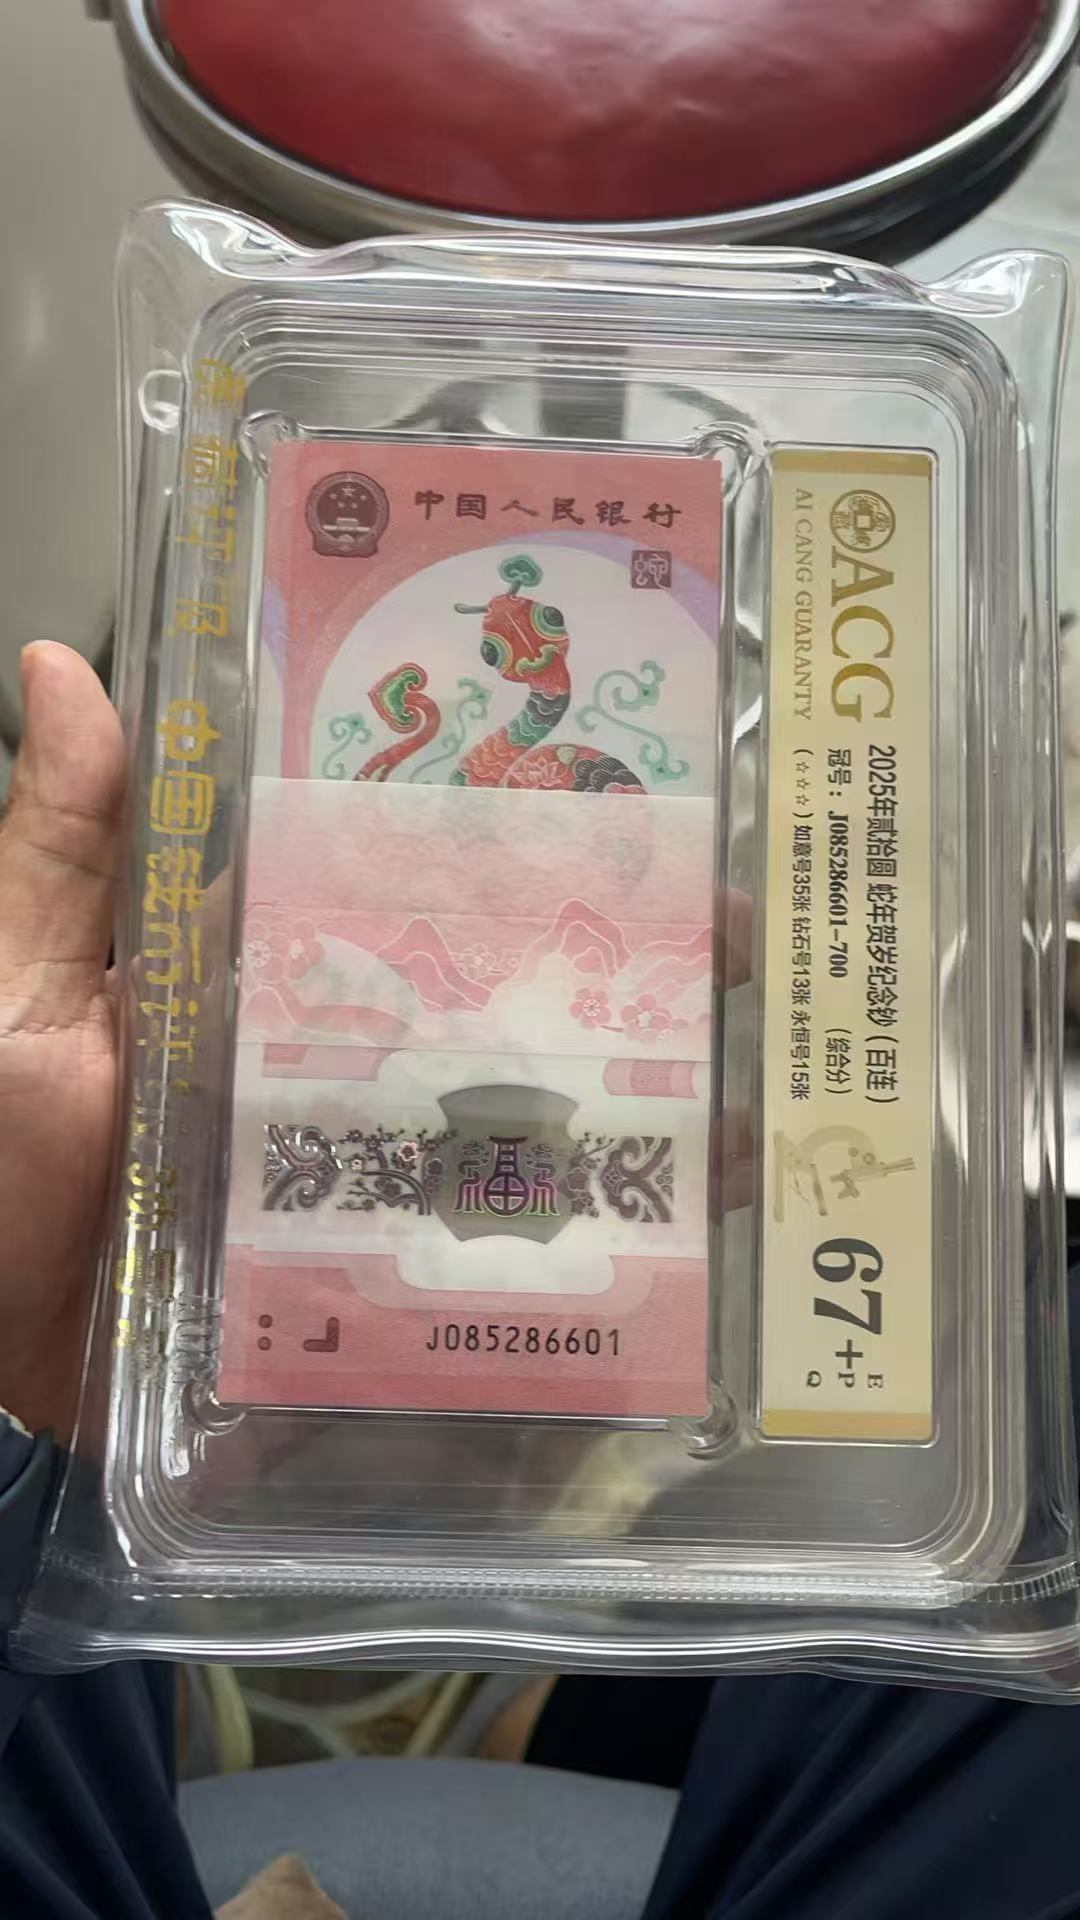 中国人民银行
蛇
福
J085286601
ACG
AI CANG GUARANTY
2025年贰拾圆 蛇年贺岁纪念钞（百连）
冠号：J085286601-700 （综合分）
（☆☆☆）如意号35张 钻石号13张 永恒号15张
67+
E
P
Q
评级
中国钱币